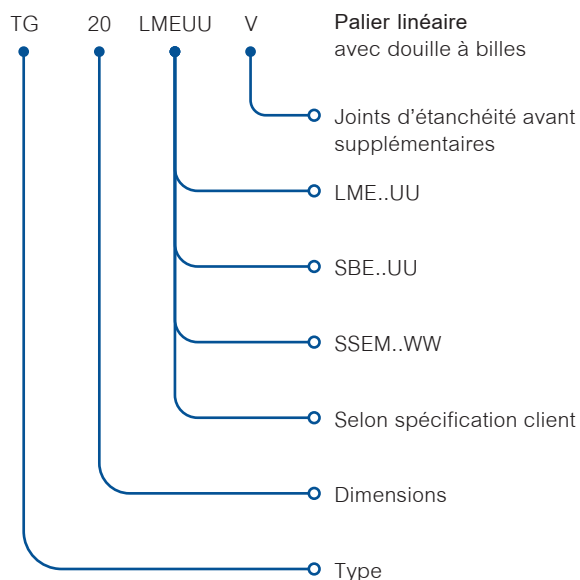 TG 20 LMEUU V
Palier linéaire
avec douille à billes
Joints d'étanchéité avant
supplémentaires
LME..UU
SBE..UU
SSEM..WW
Selon spécification client
Dimensions
Type